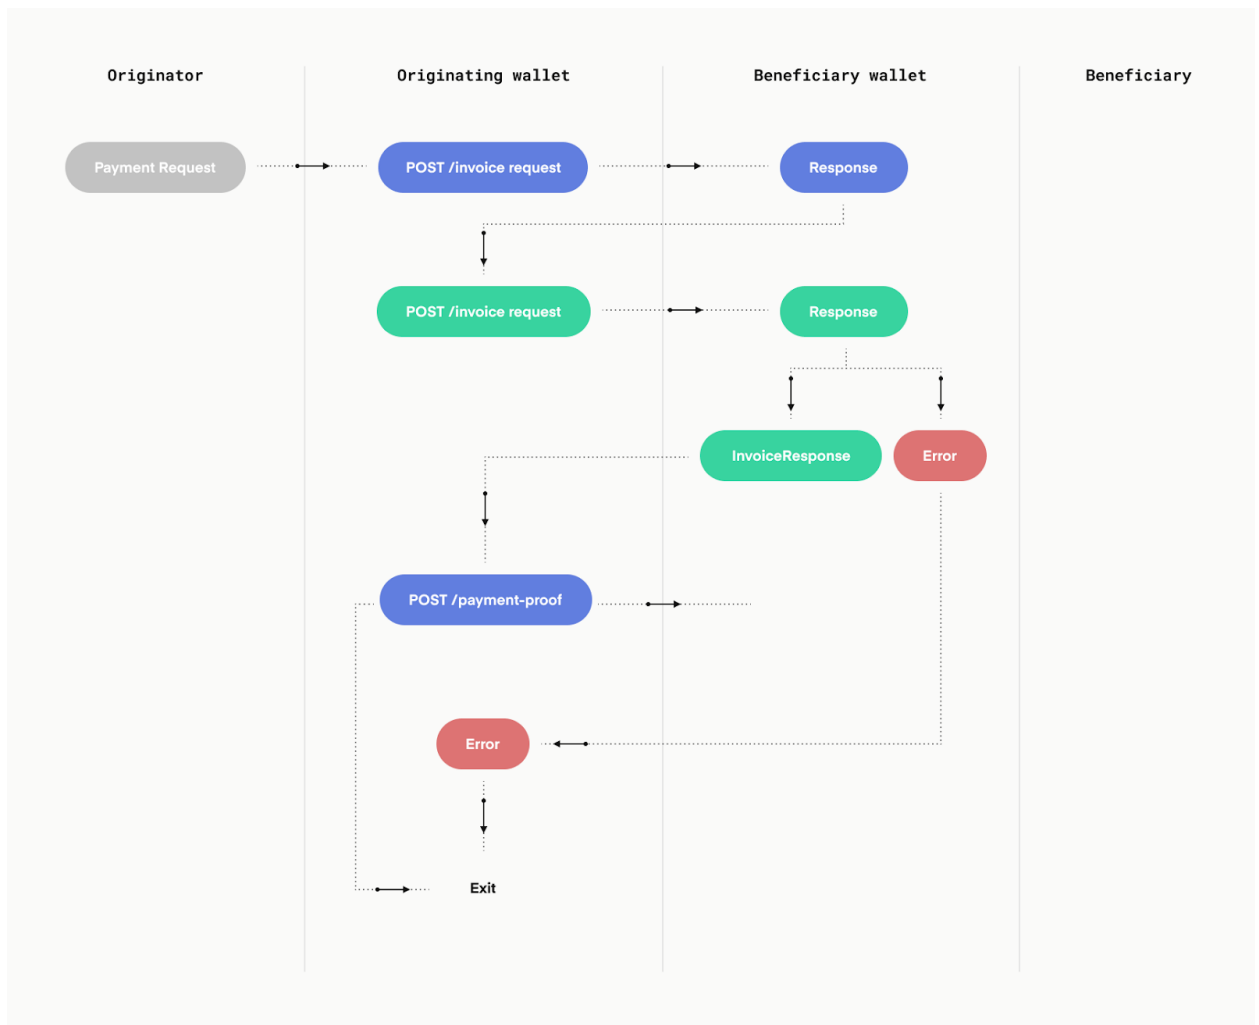 Originator
Originating wallet
Beneficiary wallet
Beneficiary
Payment Request
POST /invoice request
Response
POST /invoice request
Response
InvoiceResponse
Error
POST /payment-proof
Error
Exit